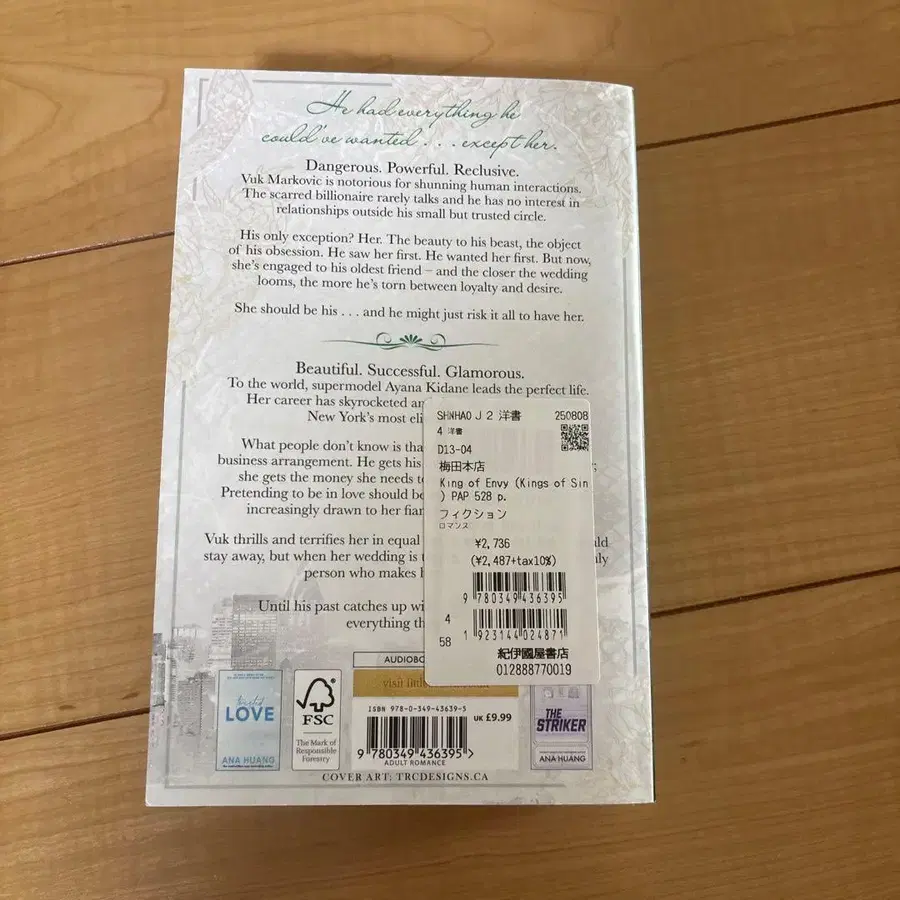 He had everything he
could've wanted . . . except her.
Dangerous. Powerful. Reclusive.
Vuk Markovic is notorious for shunning human interactions.
The scarred billionaire rarely talks and he has no interest in
relationships outside his small but trusted circle.
His only exception? Her. The beauty to his beast, the object
of his obsession. He saw her first. He wanted her first. But now,
she's engaged to his oldest friend – and the closer the wedding
looms, the more he's torn between loyalty and desire.
She should be his . . . and he might just risk it all to have her.
Beautiful. Successful. Glamorous.
To the world, supermodel Ayana Kidane leads the perfect life.
Her career has skyrocketed
New York's most
What people don't know is
business arrangement. He gets his
she gets the money she needs
Pretending to be in love should
increasingly drawn to her
Vuk thrills and terrifies her in equal
stay away, but when her wedding is
person who makes
Until his past catches up
everything
SHNHAO J 2 洋書 250808
4 洋書
D13-04
梅田本店
King of Envy (Kings of Sin
) PAP 528 p.
フィクション
ロマンス
¥2,736
(¥2,487+tax10%)
9 780349 436395
4
58
1 923144 024871
紀伊國屋書店
012888770019
visit
twisted
LOVE
ANA HUANG
FSC
The Mark of
Responsible
Forestry
ISBN 978-0-349-43639-5
UK £9.99
9 780349 436395 >
ADULT ROMANCE
THE
STRIKER
ANA HUANG
COVER ART: TRCDESIGNS.CA